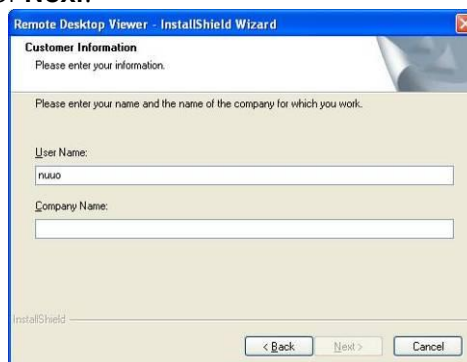 Remote Desktop Viewer - InstallShield Wizard
Customer Information
Please enter your information.
Please enter your name and the name of the company for which you work.
User Name:
nuuo
Company Name:
InstallShield
< Back
Next >
Cancel